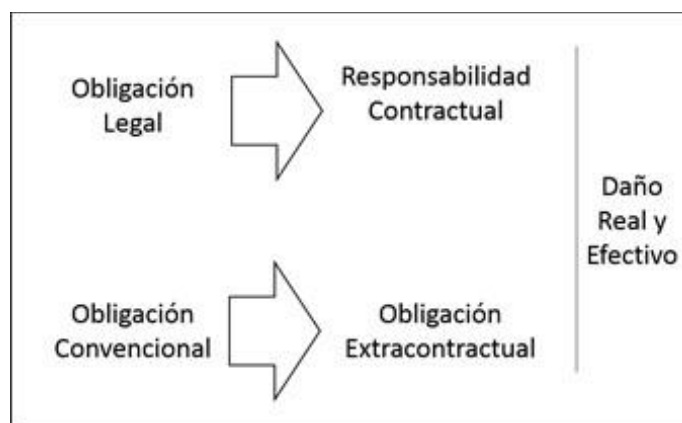 Obligación
Legal
Responsabilidad
Contractual
Daño
Real y
Efectivo
Obligación
Convencional
Obligación
Extracontractual